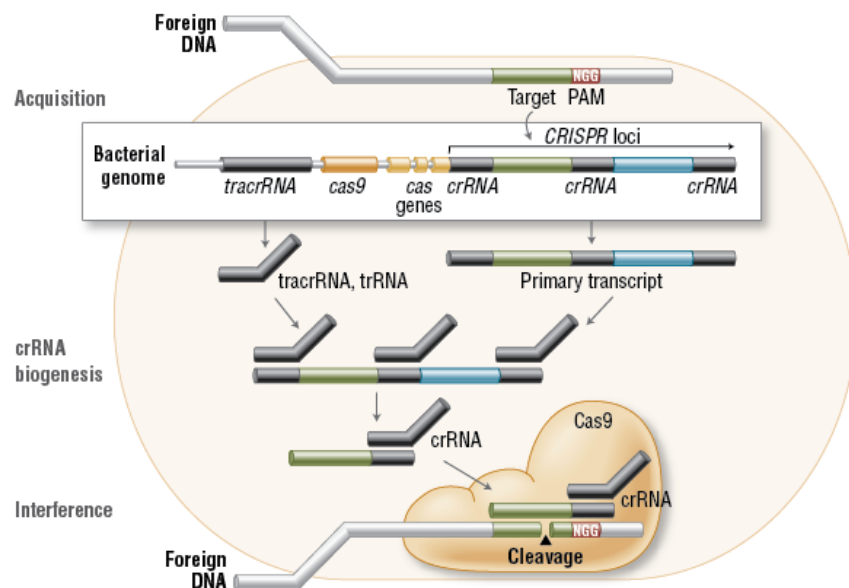 Foreign
DNA
NGG
Acquisition
Target PAM
CRISPR loci
Bacterial
genome
tracrRNA cas9 cas
genes
crRNA crRNA crRNA
tracrRNA, trRNA
Primary transcript
crRNA
biogenesis
crRNA
Cas9
crRNA
Interference
NGG
Cleavage
Foreign
DNA